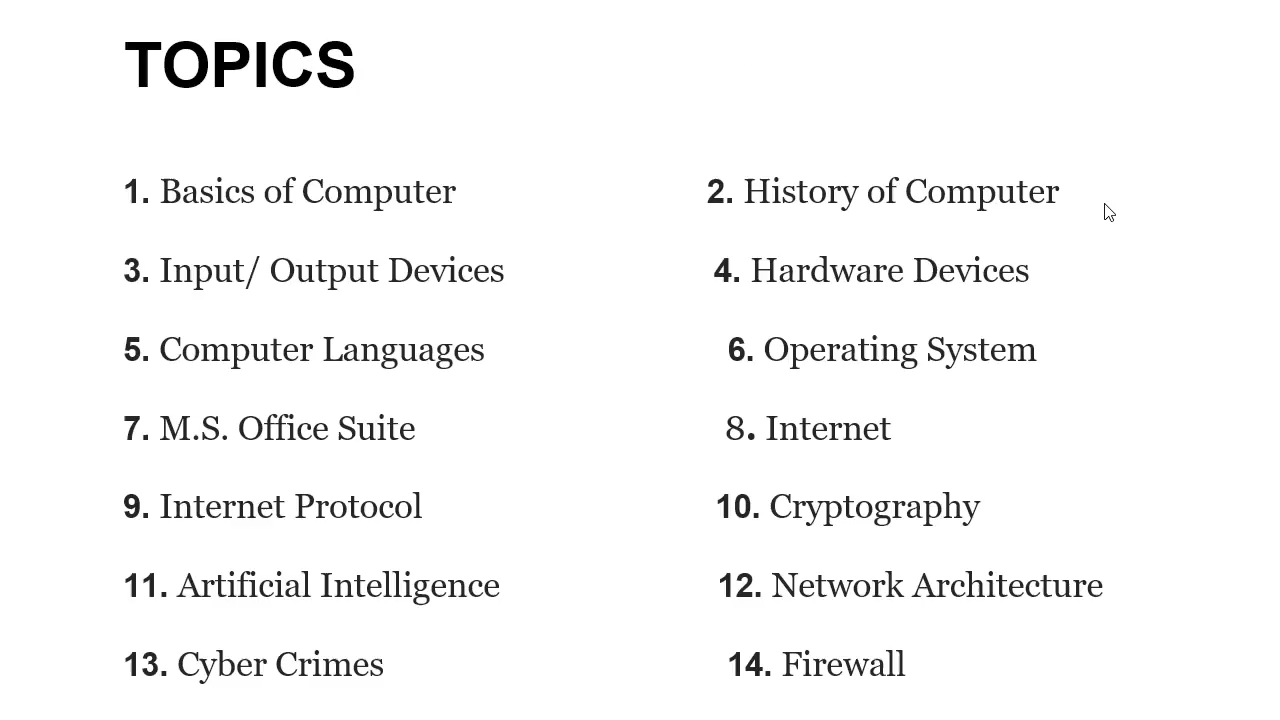 TOPICS
1. Basics of Computer 2. History of Computer
3. Input/ Output Devices 4. Hardware Devices
5. Computer Languages 6. Operating System
7. M.S. Office Suite 8. Internet
9. Internet Protocol 10. Cryptography
11. Artificial Intelligence 12. Network Architecture
13. Cyber Crimes 14. Firewall